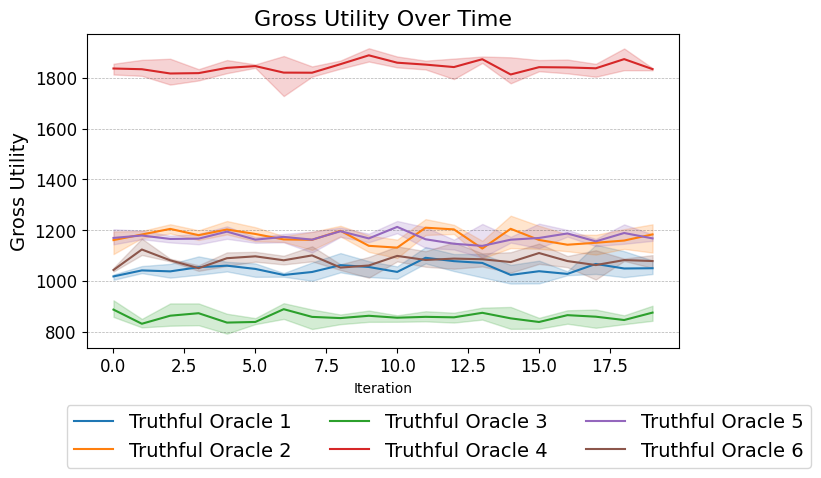 Gross Utility Over Time
Gross Utility
1800
1600
1400
1200
1000
800
0.0 2.5 5.0 7.5 10.0 12.5 15.0 17.5
Iteration
Truthful Oracle 1 Truthful Oracle 3 Truthful Oracle 5
Truthful Oracle 2 Truthful Oracle 4 Truthful Oracle 6